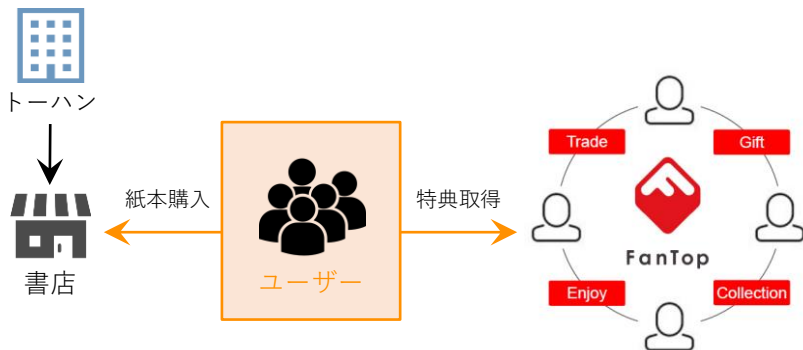 トーハン
書店
紙本購入
ユーザー
特典取得
Trade
Gift
FanTop
Enjoy
Collection